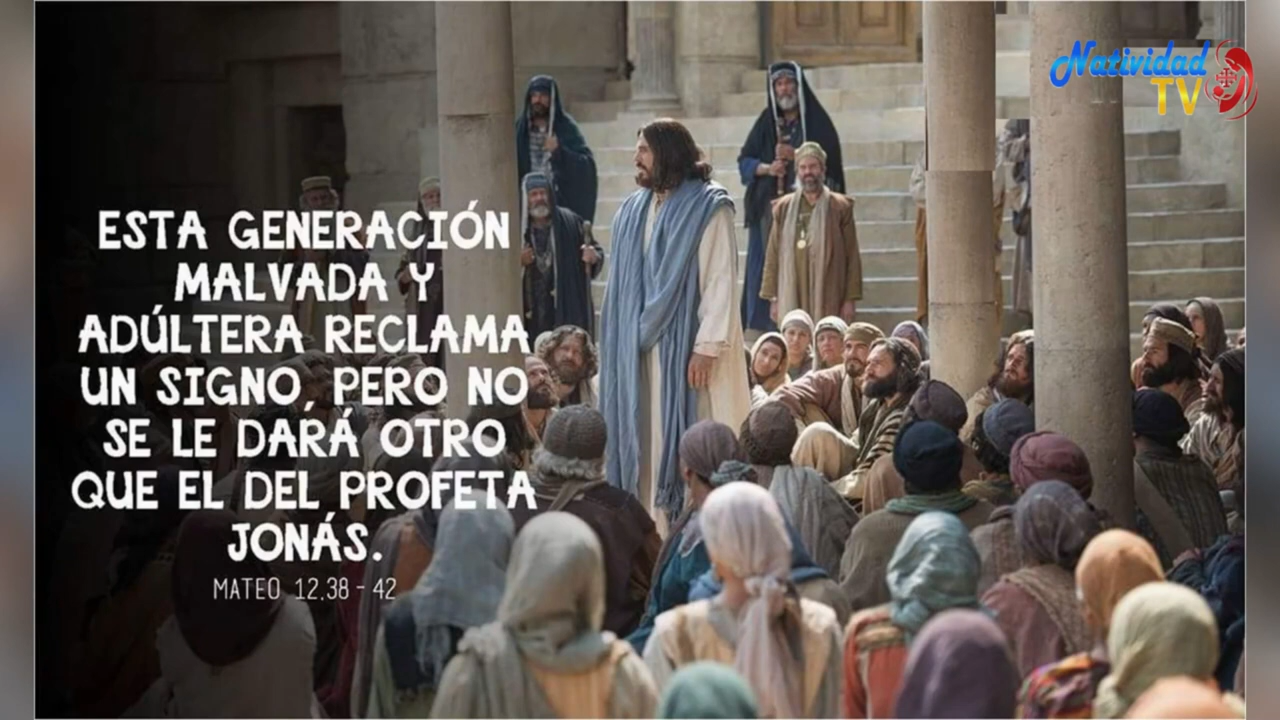 Natividad
TV
ESTA GENERACIÓN
MALVADA Y
ADÚLTERA RECLAMA
UN SIGNO, PERO NO
SE LE DARÁ OTRO
QUE EL DEL PROFETA
JONÁS.
MATEO 12,38 - 42